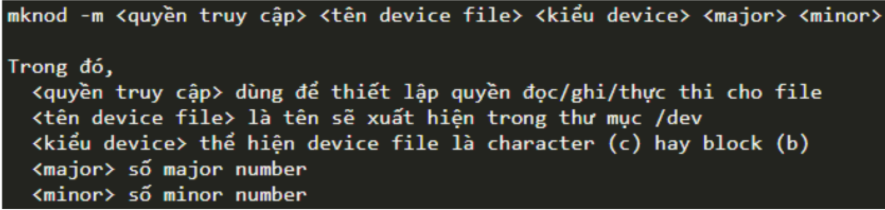 mknod -m <quyền truy cập> <tên device file> <kiểu device> <major> <minor>
Trong đó,
<quyền truy cập> dùng để thiết lập quyền đọc/ghi/thực thi cho file
<tên device file> là tên sẽ xuất hiện trong thư mục /dev
<kiểu device> thể hiện device file là character (c) hay block (b)
<major> số major number
<minor> số minor number